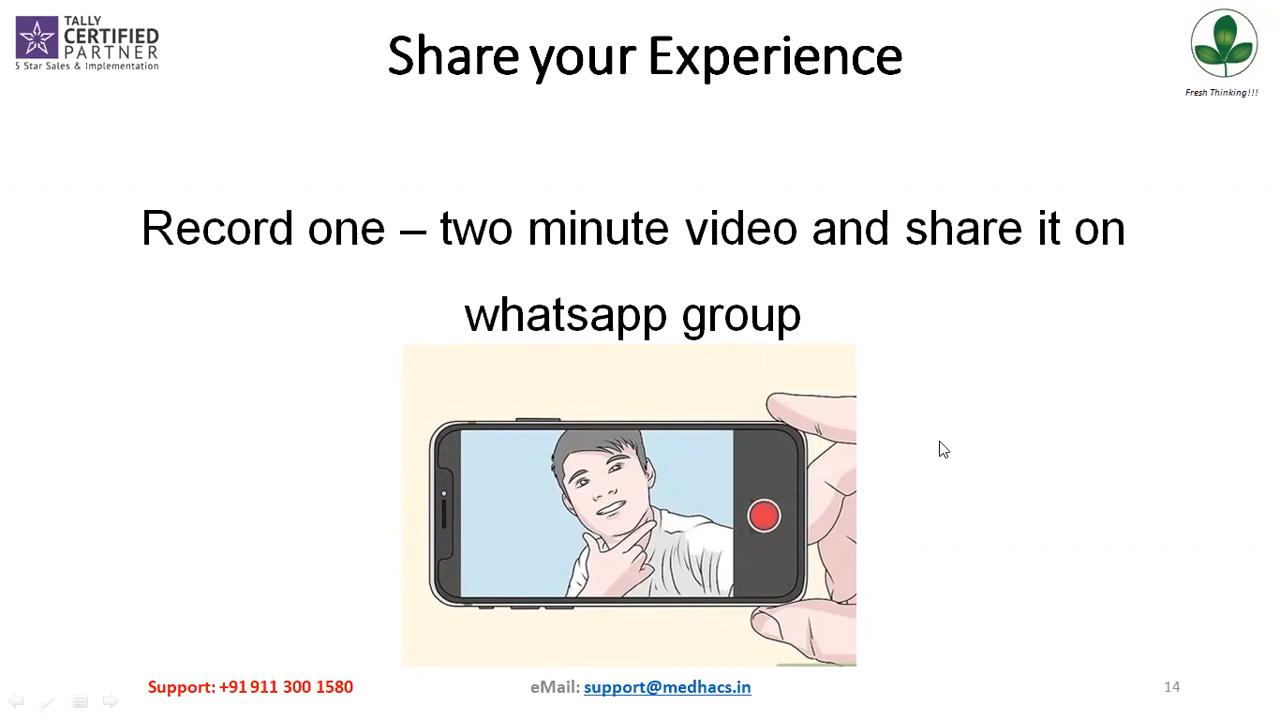 TALLY
CERTIFIED
PARTNER
5 Star Sales & Implementation
Share your Experience
Fresh Thinking!!!
Record one – two minute video and share it on
whatsapp group
Support: +91 911 300 1580
eMail: support@medhacs.in
14